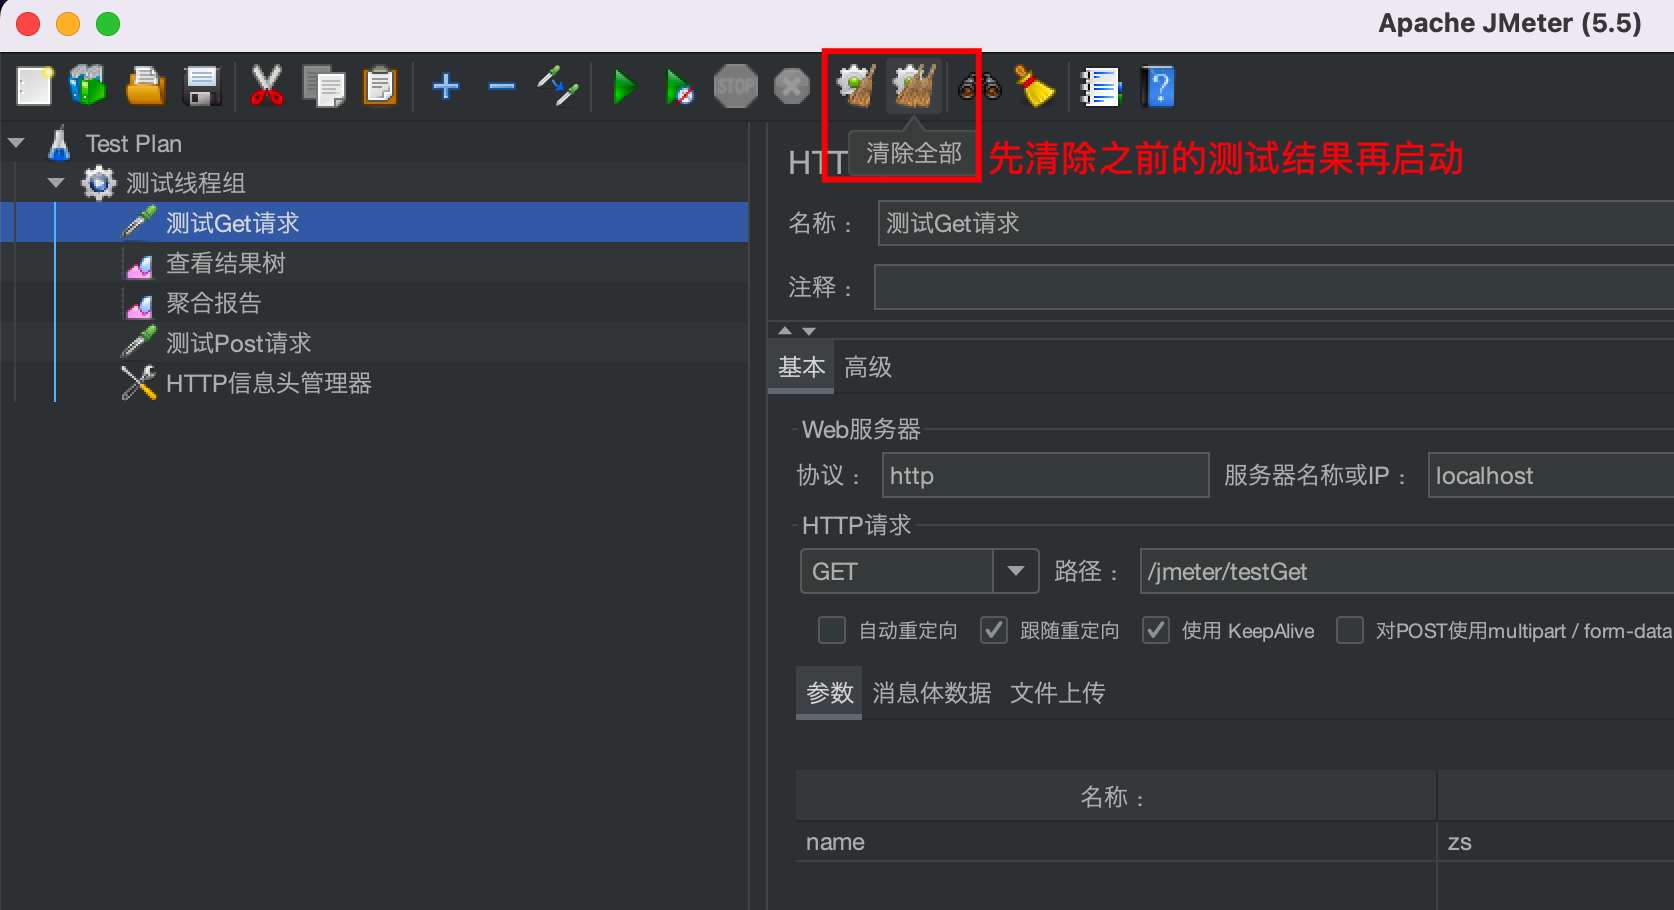 Apache JMeter (5.5)
STOP
清除全部
先清除之前的测试结果再启动
Test Plan
测试线程组
测试Get请求
查看结果树
聚合报告
测试Post请求
HTTP信息头管理器
HTT
名称：
测试Get请求
注释：
基本 高级
Web服务器
协议： http 服务器名称或IP： localhost
HTTP请求
GET 路径： /jmeter/testGet
自动重定向 跟随重定向 使用 KeepAlive 对POST使用multipart / form-data
参数 消息体数据 文件上传
名称：
name zs